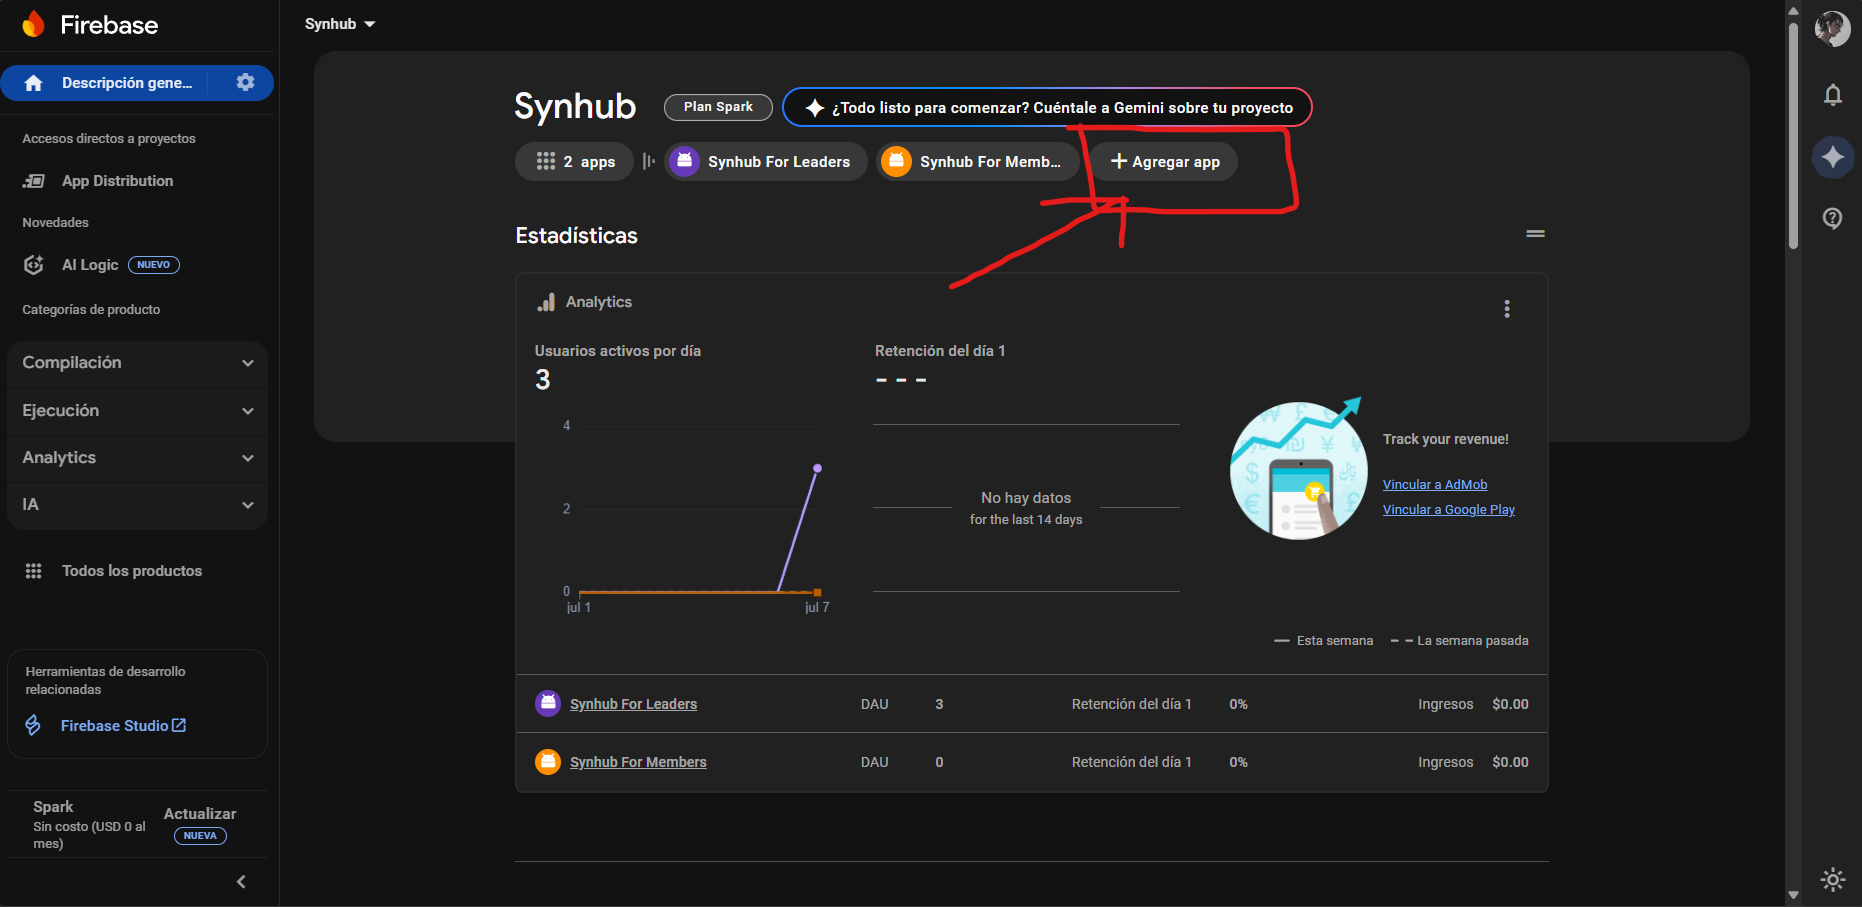 Firebase
Synhub
Descripción gene...
Accesos directos a proyectos
App Distribution
Novedades
AI Logic NUEVO
Categorías de producto
Compilación
Ejecución
Analytics
IA
Todos los productos
Herramientas de desarrollo
relacionadas
Firebase Studio
Spark
Sin costo (USD 0 al
mes)
Actualizar
NUEVA
Synhub Plan Spark ¿Todo listo para comenzar? Cuéntale a Gemini sobre tu proyecto
2 apps Synhub For Leaders Synhub For Memb... + Agregar app
Estadísticas
Analytics
Usuarios activos por día
3
4
2
0
jul 1 jul 7
Retención del día 1
- - -
No hay datos
for the last 14 days
Track your revenue!
Vincular a AdMob
Vincular a Google Play
Esta semana La semana pasada
Synhub For Leaders DAU 3 Retención del día 1 0% Ingresos $0.00
Synhub For Members DAU 0 Retención del día 1 0% Ingresos $0.00